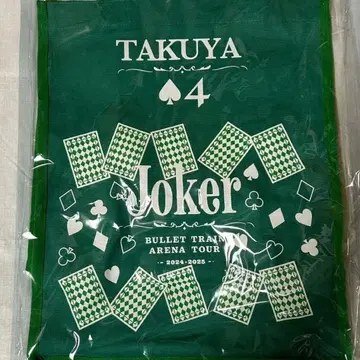 TAKUYA
♠4
Joker
BULLET TRAIN
ARENA TOUR
-2024-2025-